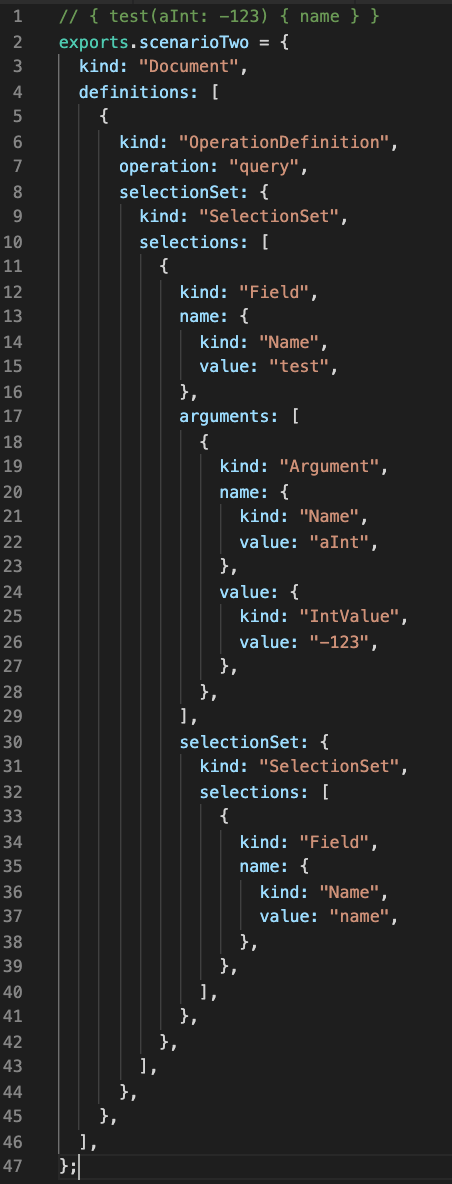 1 // { test(aInt: -123) { name } }
2 exports.scenarioTwo = {
3   kind: "Document",
4   definitions: [
5     {
6       kind: "OperationDefinition",
7       operation: "query",
8       selectionSet: {
9         kind: "SelectionSet",
10         selections: [
11           {
12             kind: "Field",
13             name: {
14               kind: "Name",
15               value: "test",
16             },
17             arguments: [
18               {
19                 kind: "Argument",
20                 name: {
21                   kind: "Name",
22                   value: "aInt",
23                 },
24                 value: {
25                   kind: "IntValue",
26                   value: "-123",
27                 },
28               },
29             ],
30             selectionSet: {
31               kind: "SelectionSet",
32               selections: [
33                 {
34                   kind: "Field",
35                   name: {
36                     kind: "Name",
37                     value: "name",
38                   },
39                 },
40               ],
41             },
42           },
43         ],
44       },
45     },
46   ],
47 };